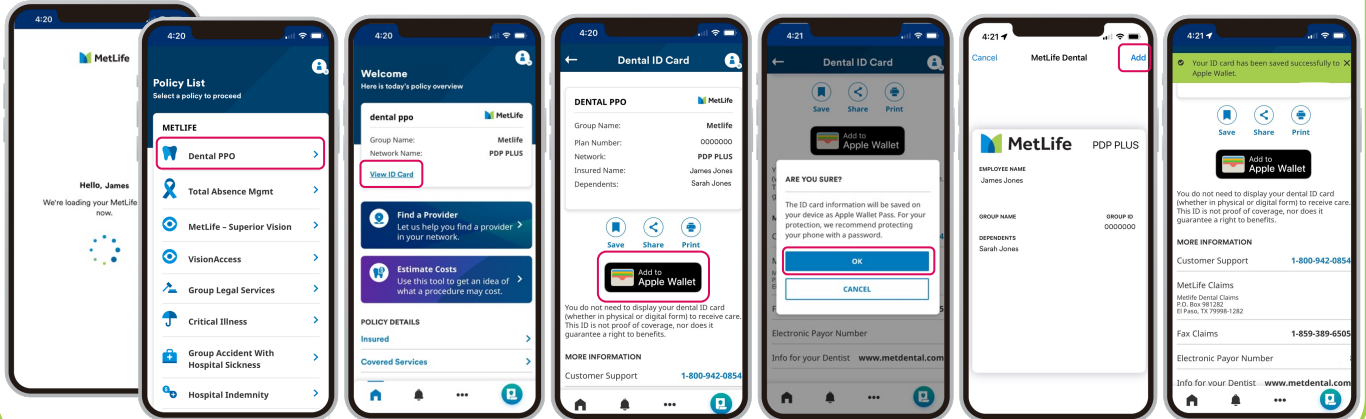 4:20
MetLife
Hello, James
We're loading your MetLife
now.
4:20
Policy List
Select a policy to proceed
METLIFE
Dental PPO
Total Absence Mgmt
MetLife – Superior Vision
VisionAccess
Group Legal Services
Critical Illness
Group Accident With
Hospital Sickness
Hospital Indemnity
4:20
Welcome
Here is today's policy overview
dental ppo
MetLife
Group Name: Metlife
Network Name: PDP PLUS
View ID Card
Find a Provider
Let us help you find a provider
in your network.
Estimate Costs
Use this tool to get an idea of
what a procedure may cost.
POLICY DETAILS
Insured
Covered Services
4:20
Dental ID Card
DENTAL PPO
MetLife
Group Name: Metlife
Plan Number: 0000000
Network: PDP PLUS
Insured Name: James Jones
Dependents: Sarah Jones
Save Share Print
Add to
Apple Wallet
You do not need to display your dental ID card
(whether in physical or digital form) to receive care.
This ID is not proof of coverage, nor does it
guarantee a right to benefits.
MORE INFORMATION
Customer Support 1-800-942-0854
4:21
Dental ID Card
Save Share Print
Add to
Apple Wallet
ARE YOU SURE?
The ID card information will be saved on
your device as Apple Wallet Pass. For your
protection, we recommend protecting
your phone with a password.
OK
CANCEL
Electronic Payor Number
Info for your Dentist www.metdental.com
4:21
Cancel MetLife Dental Add
MetLife PDP PLUS
EMPLOYEE NAME
James Jones
GROUP NAME GROUP ID
0000000
DEPENDENTS
Sarah Jones
4:21
Your ID card has been saved successfully to
Apple Wallet.
Save Share Print
Add to
Apple Wallet
You do not need to display your dental ID card
(whether in physical or digital form) to receive care.
This ID is not proof of coverage, nor does it
guarantee a right to benefits.
MORE INFORMATION
Customer Support 1-800-942-0854
MetLife Claims
Metlife Dental Claims
P.O. Box 981282
El Paso, TX 79998-1282
Fax Claims 1-859-389-6505
Electronic Payor Number
Info for your Dentist www.metdental.com